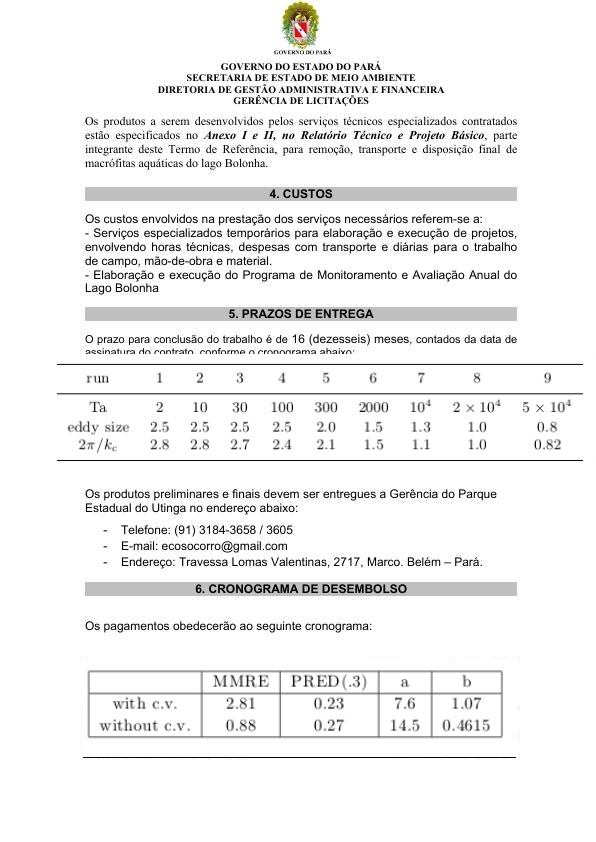 GOVERNO DO PARÁ
GOVERNO DO ESTADO DO PARÁ
SECRETARIA DE ESTADO DE MEIO AMBIENTE
DIRETORIA DE GESTÃO ADMINISTRATIVA E FINANCEIRA
GERÊNCIA DE LICITAÇÕES
Os produtos a serem desenvolvidos pelos serviços técnicos especializados contratados
estão especificados no Anexo I e II, no Relatório Técnico e Projeto Básico, parte
integrante deste Termo de Referência, para remoção, transporte e disposição final de
macrófitas aquáticas do lago Bolonha.
4. CUSTOS
Os custos envolvidos na prestação dos serviços necessários referem-se a:
- Serviços especializados temporários para elaboração e execução de projetos,
envolvendo horas técnicas, despesas com transporte e diárias para o trabalho
de campo, mão-de-obra e material.
- Elaboração e execução do Programa de Monitoramento e Avaliação Anual do
Lago Bolonha
5. PRAZOS DE ENTREGA
O prazo para conclusão do trabalho é de 16 (dezesseis) meses, contados da data de
assinatura do contrato, conforme o cronograma abaixo:
run 1 2 3 4 5 6 7 8 9
Ta 2 10 30 100 300 2000 10⁴ 2 × 10⁴ 5 × 10⁴
eddy size 2.5 2.5 2.5 2.5 2.0 1.5 1.3 1.0 0.8
2π/k_c 2.8 2.8 2.7 2.4 2.1 1.5 1.1 1.0 0.82
Os produtos preliminares e finais devem ser entregues a Gerência do Parque
Estadual do Utinga no endereço abaixo:
- Telefone: (91) 3184-3658 / 3605
- E-mail: ecosocorro@gmail.com
- Endereço: Travessa Lomas Valentinas, 2717, Marco. Belém – Pará.
6. CRONOGRAMA DE DESEMBOLSO
Os pagamentos obedecerão ao seguinte cronograma:
MMRE PRED(.3) a b
with c.v. 2.81 0.23 7.6 1.07
without c.v. 0.88 0.27 14.5 0.4615